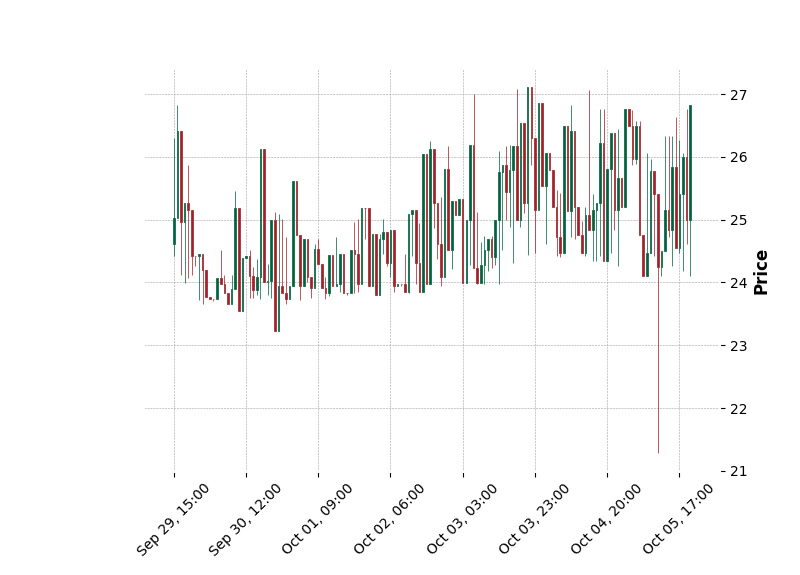 27
26
25
24
23
22
21
Price
Sep 29, 15:00
Sep 30, 12:00
Oct 01, 09:00
Oct 02, 06:00
Oct 03, 03:00
Oct 03, 23:00
Oct 04, 20:00
Oct 05, 17:00